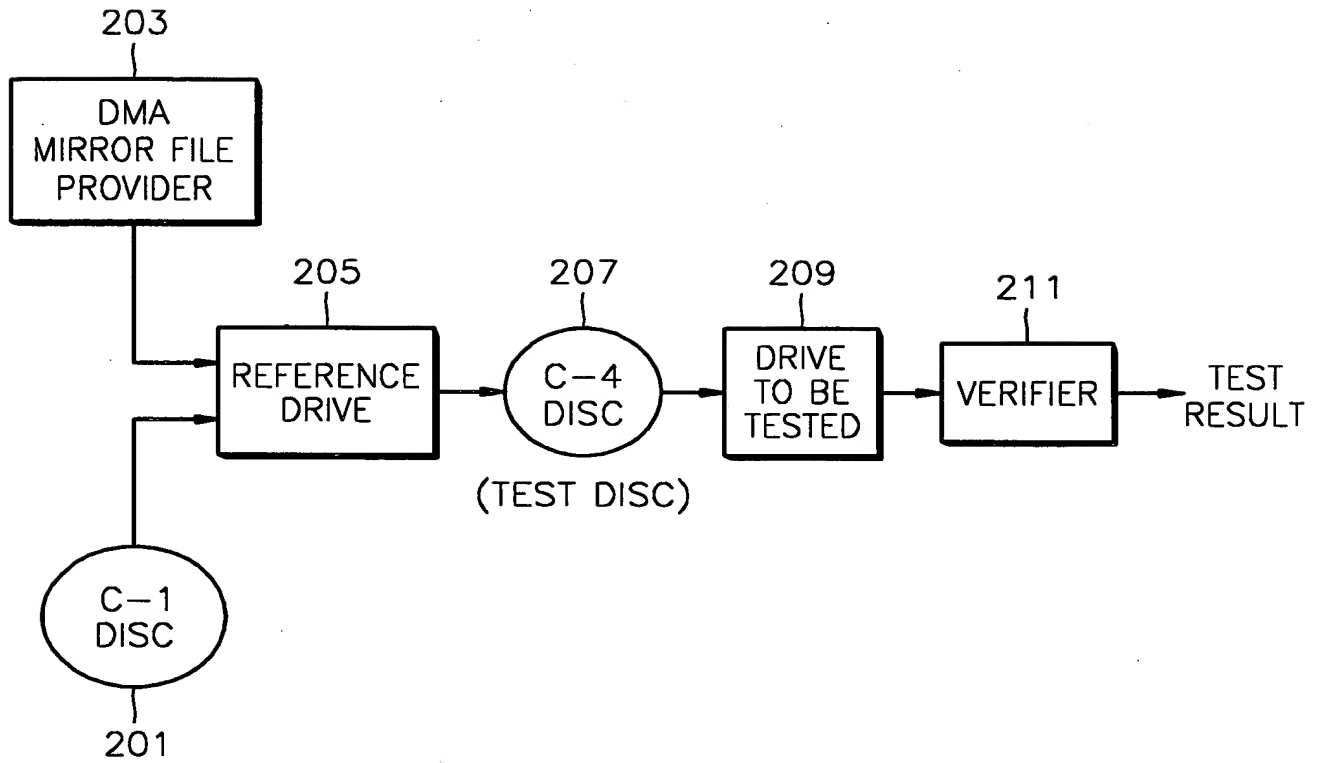 203
DMA
MIRROR FILE
PROVIDER
205
REFERENCE
DRIVE
207
C-4
DISC
(TEST DISC)
209
DRIVE
TO BE
TESTED
211
VERIFIER
TEST
RESULT
C-1
DISC
201